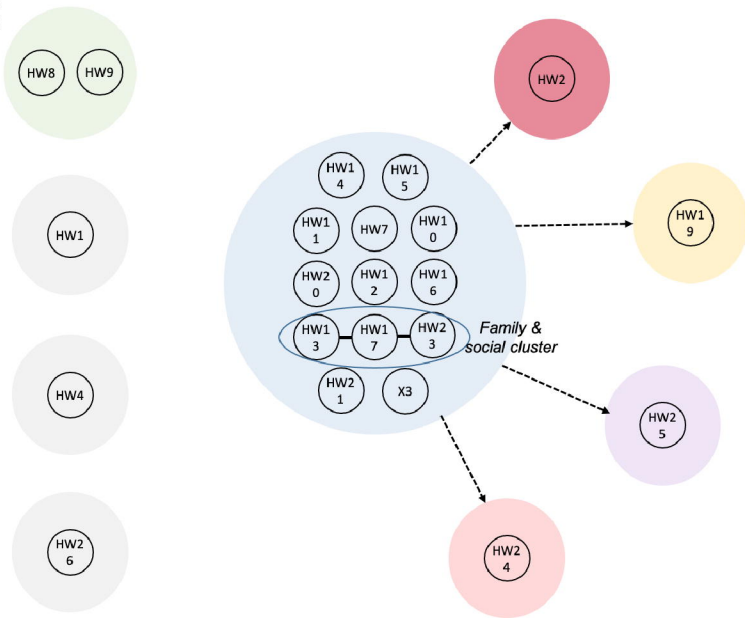 HW8
HW9
HW2
HW1
4
HW1
5
HW1
HW1
1
HW7
HW1
0
HW1
9
HW2
0
HW1
2
HW1
6
HW1
3
HW1
7
HW2
3
Family &
social cluster
HW4
HW2
1
X3
HW2
5
HW2
6
HW2
4